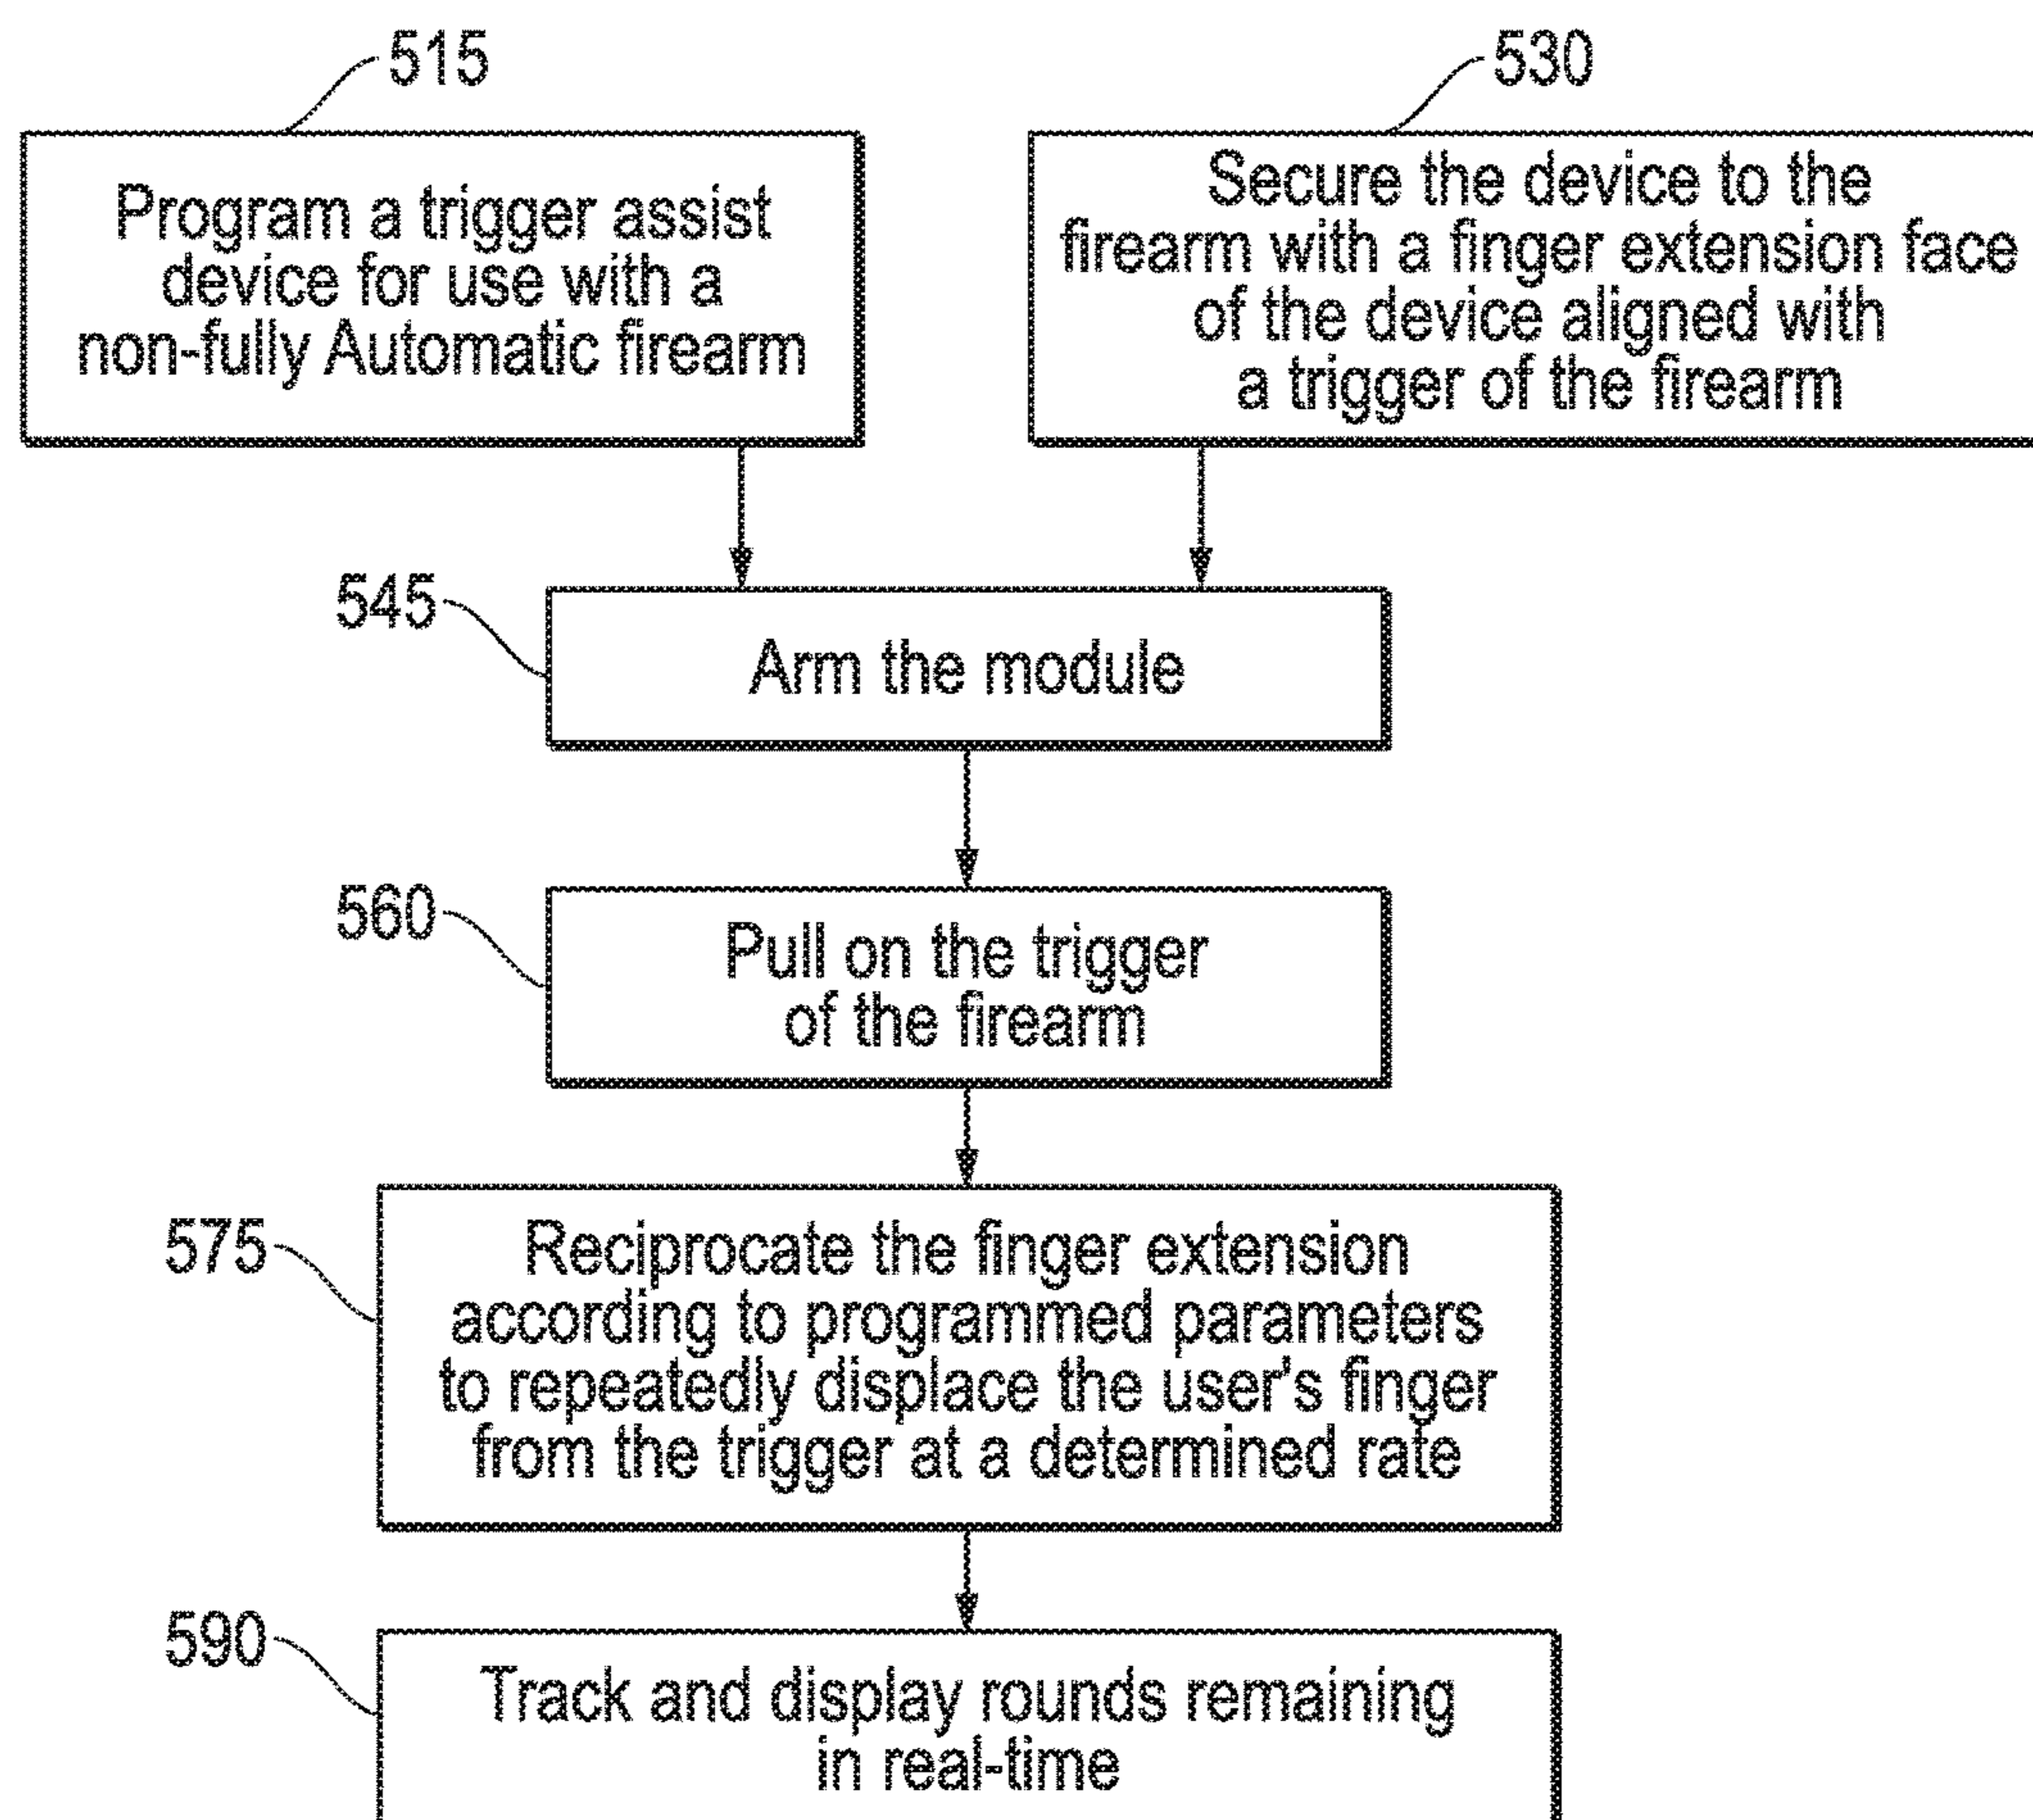 515
Program a trigger assist
device for use with a
non-fully Automatic firearm
530
Secure the device to the
firearm with a finger extension face
of the device aligned with
a trigger of the firearm
545
Arm the module
560
Pull on the trigger
of the firearm
575
Reciprocate the finger extension
according to programmed parameters
to repeatedly displace the user's finger
from the trigger at a determined rate
590
Track and display rounds remaining
in real-time